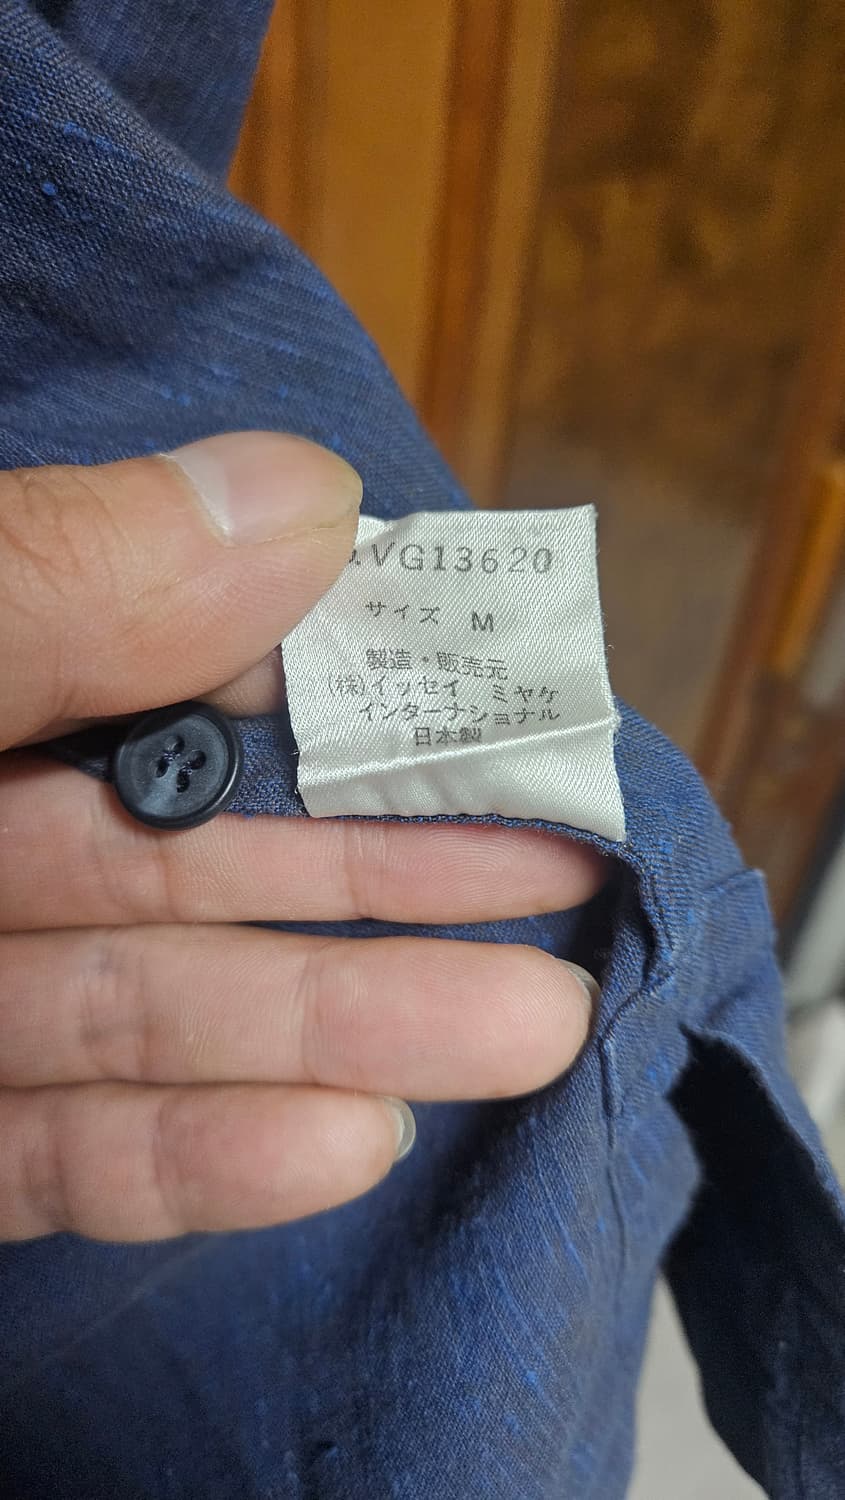 VG13620
サイズ M
製造・販売元
(株)イッセイ ミヤケ
インターナショナル
日本製